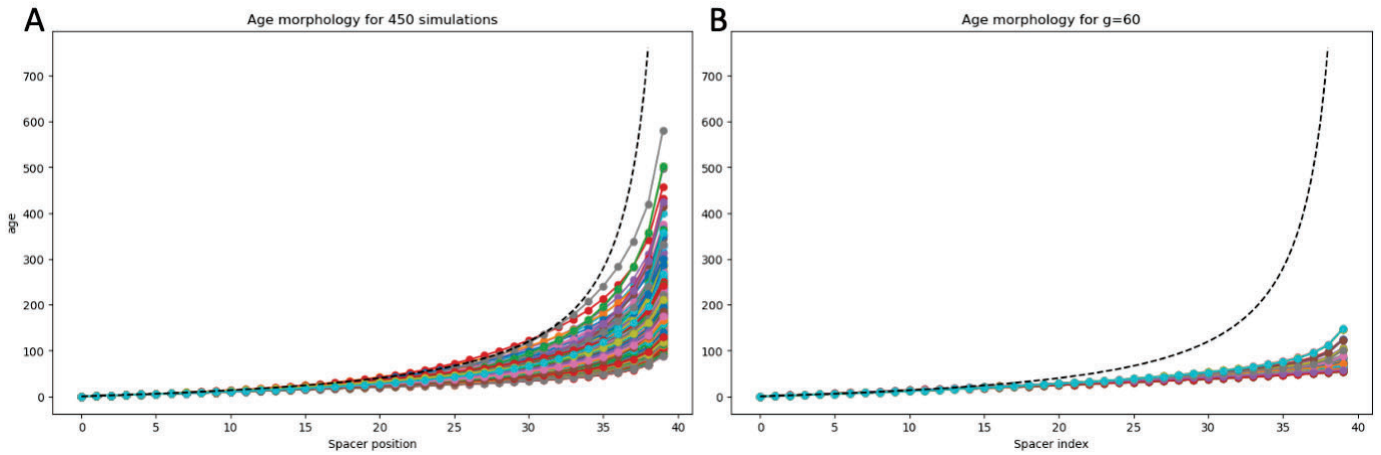 A
Age morphology for 450 simulations
700
600
500
400
300
200
100
0
age
0 5 10 15 20 25 30 35 40
Spacer position
B
Age morphology for g=60
700
600
500
400
300
200
100
0
0 5 10 15 20 25 30 35 40
Spacer index